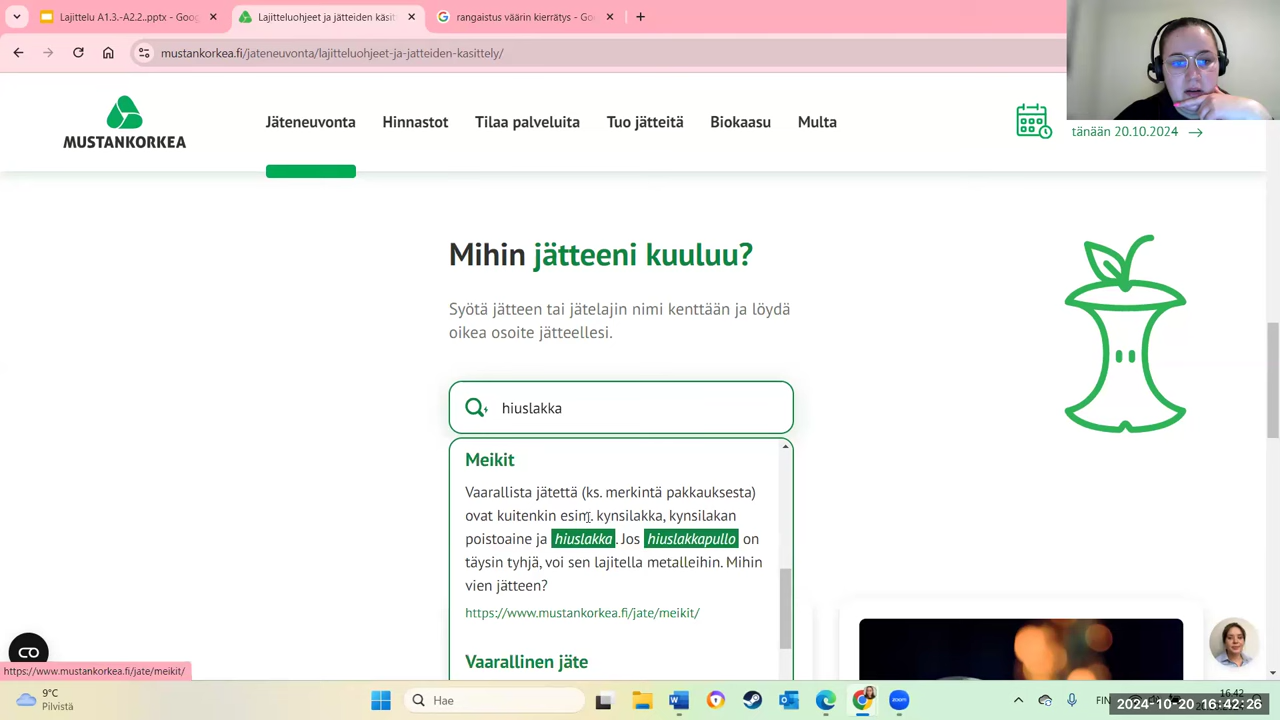 Lajittelu A1.3.-A2.2..pptx - Goog
Lajitteluohjeet ja jätteiden käsit
rangaistus väärin kierrätys - Goo
mustankorkea.fi/jateneuvonta/lajitteluohjeet-ja-jatteiden-kasittely/
MUSTANKORKEA
Jäteneuvonta
Hinnastot
Tilaa palveluita
Tuo jätteitä
Biokaasu
Multa
tänään 20.10.2024
Mihin jätteeni kuuluu?
Syötä jätteen tai jätelajin nimi kenttään ja löydä
oikea osoite jätteellesi.
hiuslakka
Meikit
Vaarallista jätettä (ks. merkintä pakkauksesta)
ovat kuitenkin esim. kynsilakka, kynsilakan
poistoaine ja hiuslakka. Jos hiuslakkapullo on
täysin tyhjä, voi sen lajitella metalleihin. Mihin
vien jätteen?
https://www.mustankorkea.fi/jate/meikit/
Vaarallinen jäte
https://www.mustankorkea.fi/jate/meikit/
9°C
Pilvistä
Hae
FIN
16.42
2024-10-20 16:42:26